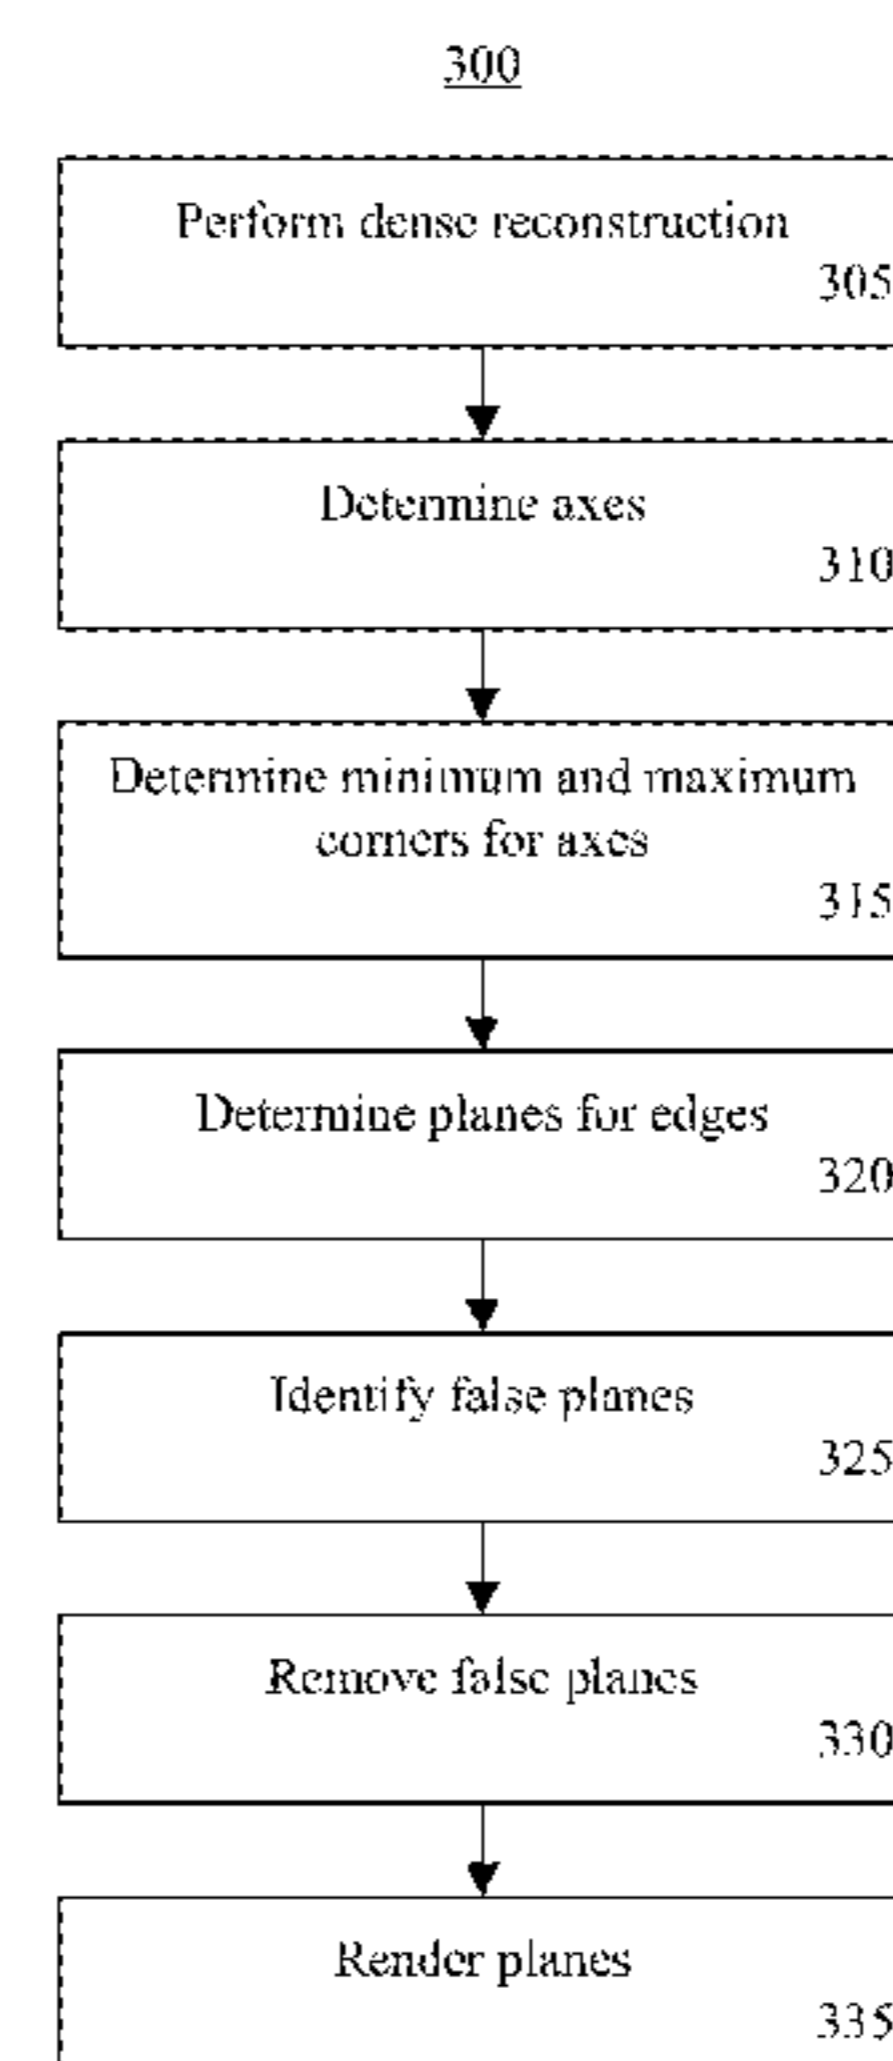 300
Perform dense reconstruction
305
Determine axes
310
Determine minimum and maximum
corners for axes
315
Determine planes for edges
320
Identify false planes
325
Remove false planes
330
Render planes
335